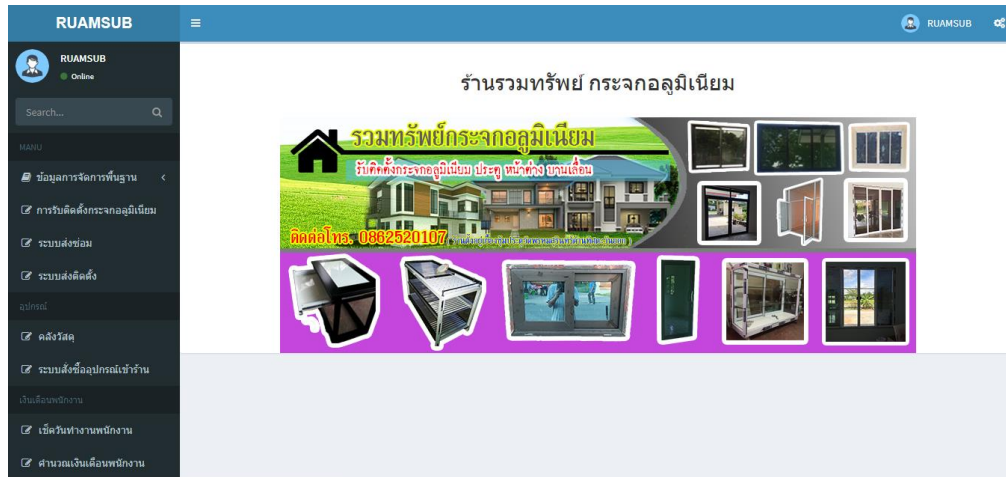 RUAMSUB
RUAMSUB
RUAMSUB
Online
Search...
MANU
ข้อมูลการจัดการพื้นฐาน
การรับติดตั้งกระจกอลูมิเนียม
ระบบส่งซ่อม
ระบบส่งติดตั้ง
อุปกรณ์
คลังวัสดุ
ระบบสั่งซื้ออุปกรณ์เข้าร้าน
เงินเดือนพนักงาน
เช็ควันทำงานพนักงาน
คำนวณเงินเดือนพนักงาน
ร้านรวมทรัพย์ กระจกอลูมิเนียม
รวมทรัพย์กระจกอลูมิเนียม
รับติดตั้งกระจกอลูมิเนียม ประตู หน้าต่าง บานเลื่อน
ติดต่อโทร. 0862520107